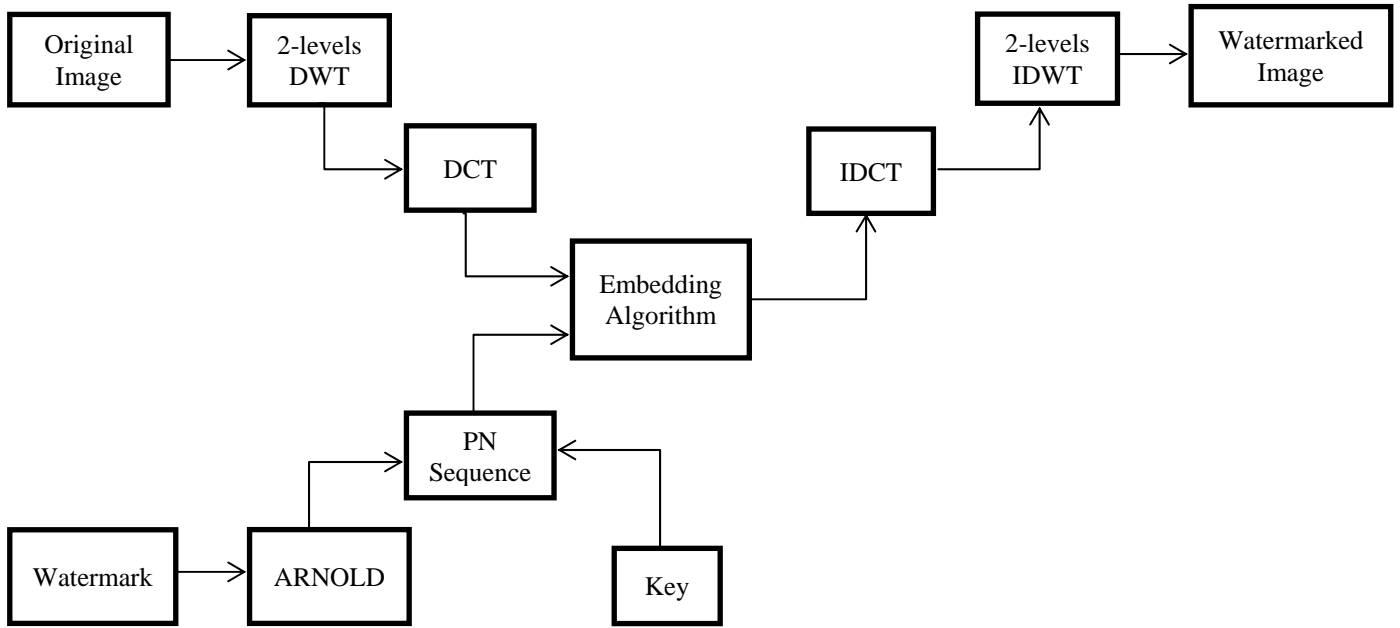 Original
Image
2-levels
DWT
2-levels
IDWT
Watermarked
Image
DCT
IDCT
Embedding
Algorithm
PN
Sequence
Watermark
ARNOLD
Key